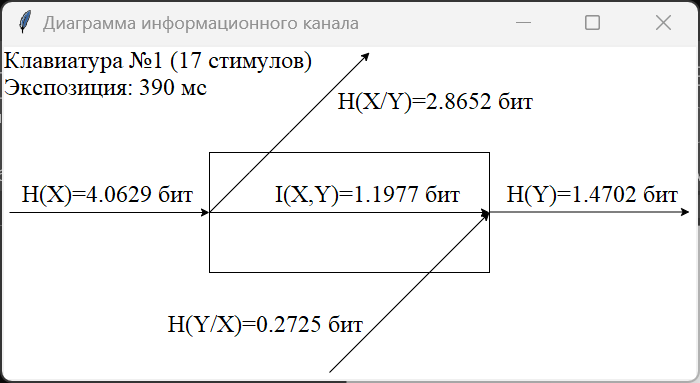 Диаграмма информационного канала
Клавиатура №1 (17 стимулов)
Экспозиция: 390 мс
H(X/Y)=2.8652 бит
H(X)=4.0629 бит
I(X,Y)=1.1977 бит
H(Y)=1.4702 бит
H(Y/X)=0.2725 бит